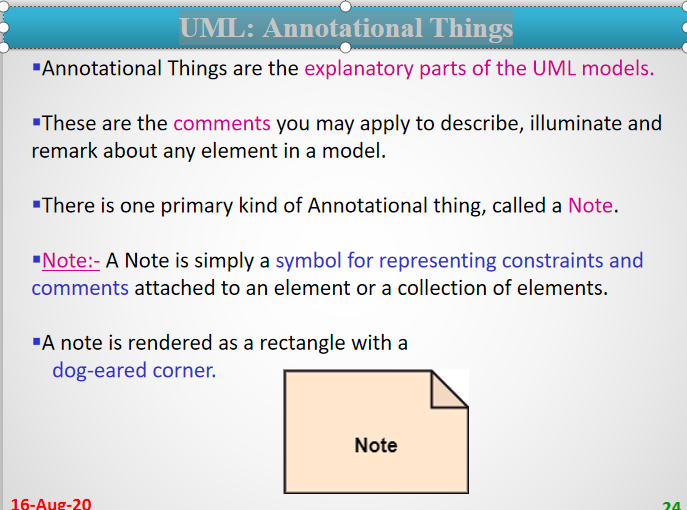 UML: Annotational Things
▪Annotational Things are the explanatory parts of the UML models.
▪These are the comments you may apply to describe, illuminate and
remark about any element in a model.
▪There is one primary kind of Annotational thing, called a Note.
▪Note:- A Note is simply a symbol for representing constraints and
comments attached to an element or a collection of elements.
▪A note is rendered as a rectangle with a
dog-eared corner.
Note
16-Aug-20
24